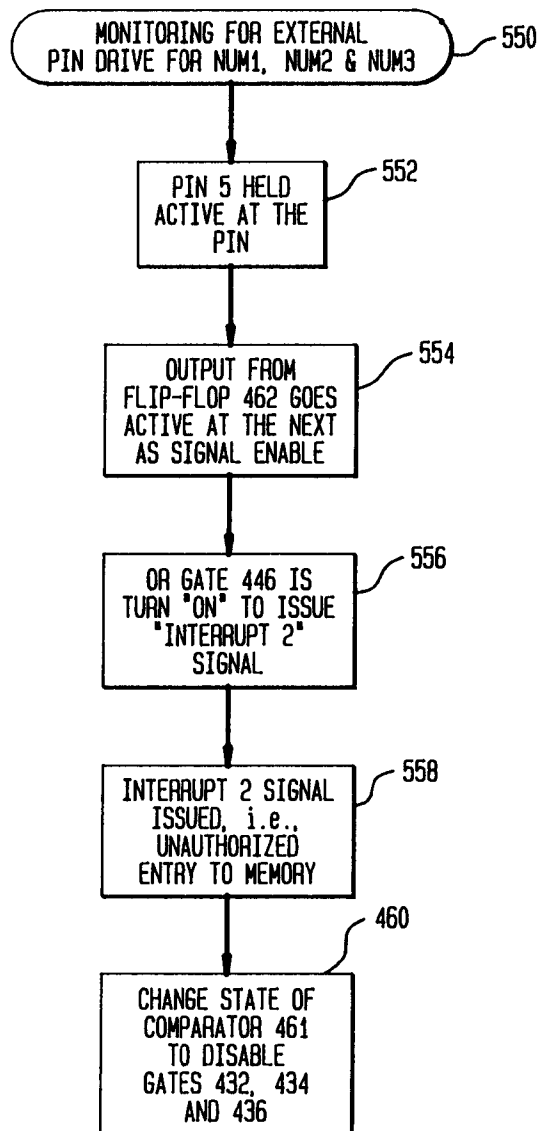 MONITORING FOR EXTERNAL
PIN DRIVE FOR NUM1, NUM2 & NUM3
550
PIN 5 HELD
ACTIVE AT THE
PIN
552
OUTPUT FROM
FLIP-FLOP 462 GOES
ACTIVE AT THE NEXT
AS SIGNAL ENABLE
554
OR GATE 446 IS
TURN "ON" TO ISSUE
"INTERRUPT 2"
SIGNAL
556
INTERRUPT 2 SIGNAL
ISSUED, i.e.,
UNAUTHORIZED
ENTRY TO MEMORY
558
CHANGE STATE OF
COMPARATOR 461
TO DISABLE
GATES 432, 434
AND 436
460